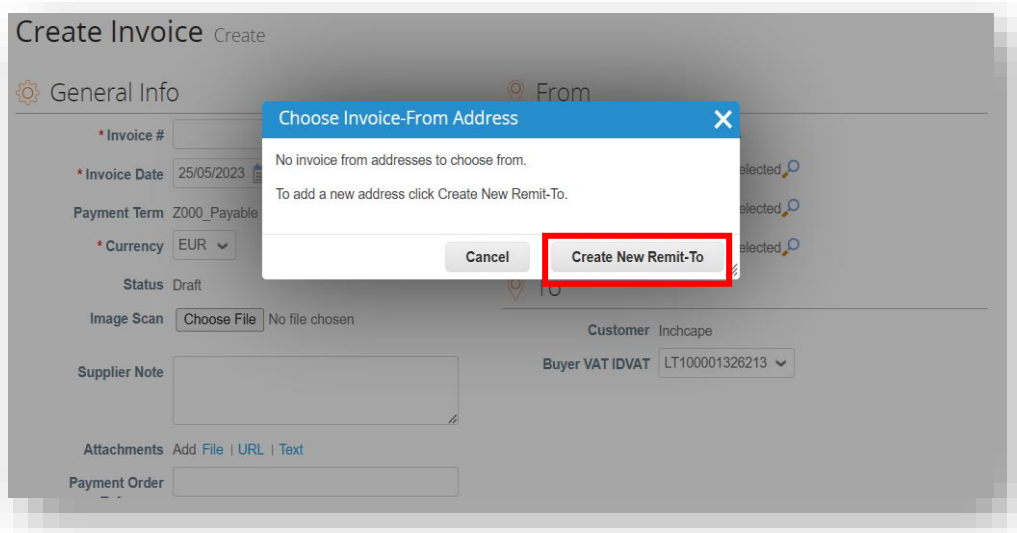 Create Invoice Create
General Info
From
Choose Invoice-From Address
No invoice from addresses to choose from.
To add a new address click Create New Remit-To.
Cancel
Create New Remit-To
* Invoice #
* Invoice Date 25/05/2023
Payment Term Z000_Payable
* Currency EUR
Status Draft
Image Scan Choose File No file chosen
Supplier Note
Attachments Add File | URL | Text
Payment Order
elected
elected
elected
To
Customer Inchcape
Buyer VAT IDVAT LT100001326213